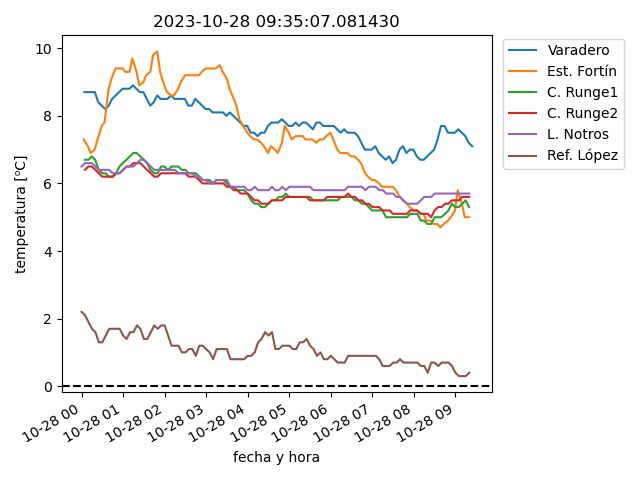 2023-10-28 09:35:07.081430
temperatura [ºC]
10
8
6
4
2
0
10-28 00
10-28 01
10-28 02
10-28 03
10-28 04
10-28 05
10-28 06
10-28 07
10-28 08
10-28 09
fecha y hora
Varadero
Est. Fortín
C. Runge1
C. Runge2
L. Notros
Ref. López